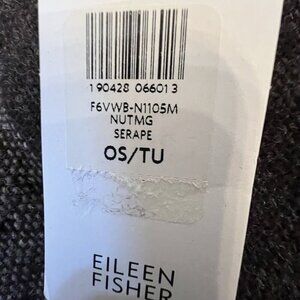 190428 066013
F6VWB-N1105M
NUTMG
SERAPE
OS/TU
EILEEN
FISHER